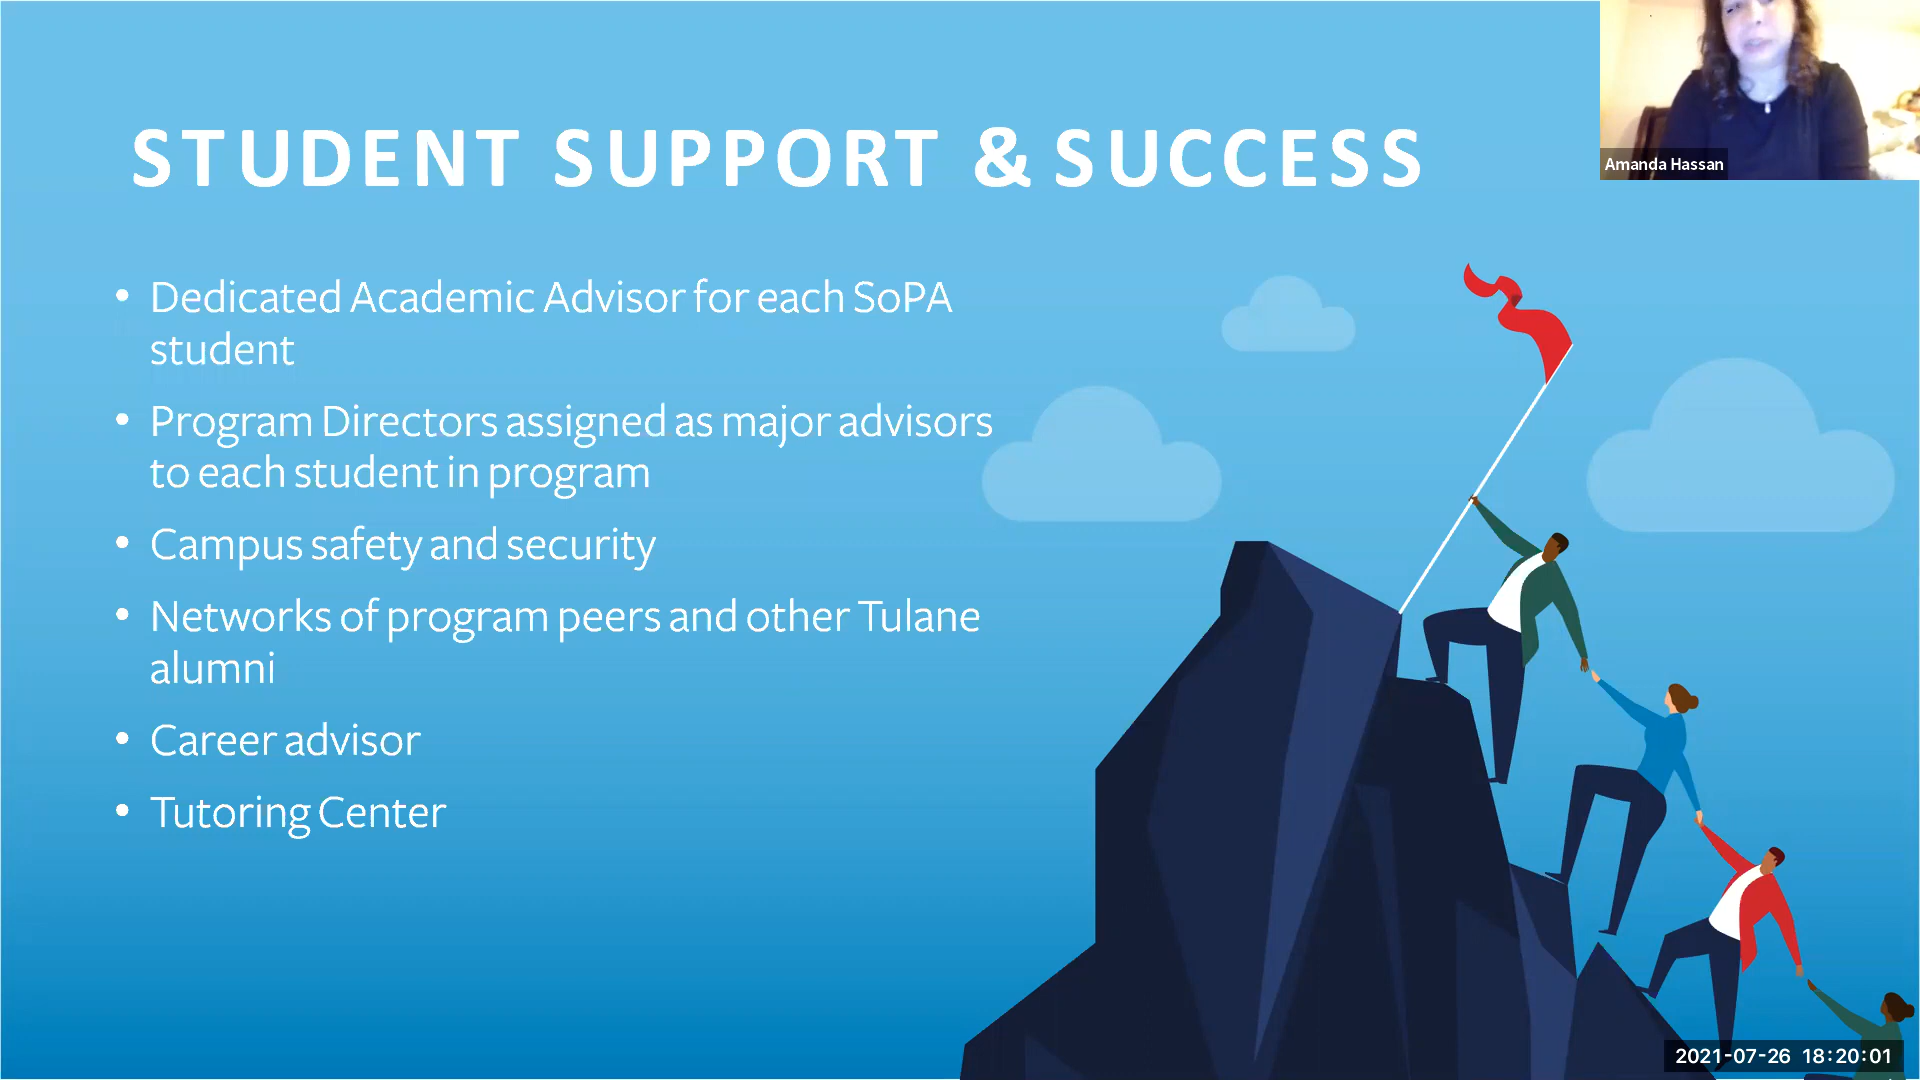 STUDENT SUPPORT & SUCCESS
Amanda Hassan
• Dedicated Academic Advisor for each SoPA
student
• Program Directors assigned as major advisors
to each student in program
• Campus safety and security
• Networks of program peers and other Tulane
alumni
• Career advisor
• Tutoring Center
2021-07-26 18:20:01